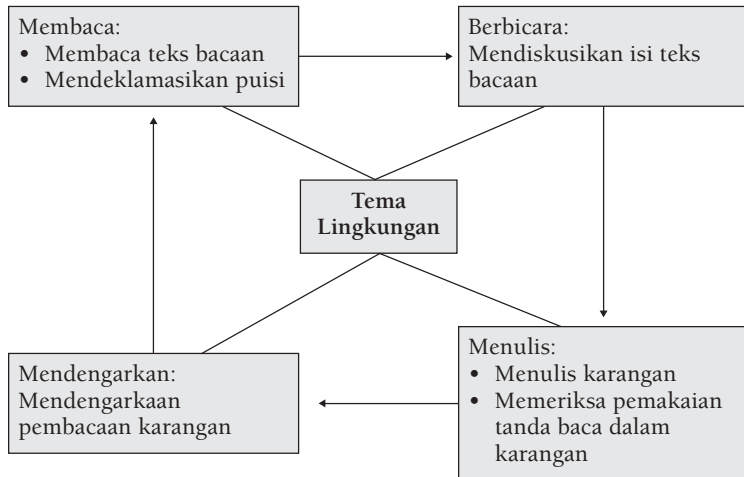 Membaca:
• Membaca teks bacaan
• Mendeklamasikan puisi
Berbicara:
Mendiskusikan isi teks
bacaan
Tema
Lingkungan
Mendengarkan:
Mendengarkaan
pembacaan karangan
Menulis:
• Menulis karangan
• Memeriksa pemakaian
tanda baca dalam
karangan